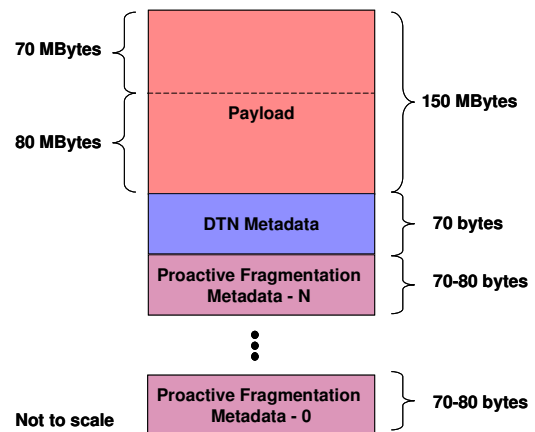 70 MBytes
Payload
150 MBytes
80 MBytes
DTN Metadata
70 bytes
Proactive Fragmentation
Metadata - N
70-80 bytes
Proactive Fragmentation
Metadata - 0
70-80 bytes
Not to scale